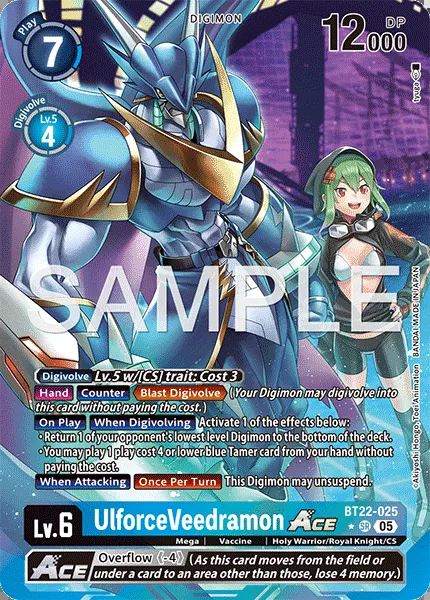 Play
DIGIMON
DP
7
12000
Digivolve
Lv.5
4
SAMPLE
Digivolve Lv.5 w/[CS] trait: Cost 3
Hand Counter Blast Digivolve (Your Digimon may digivolve into
this card without paying the cost.)
On Play When Digivolving Activate 1 of the effects below:
・Return 1 of your opponent's lowest level Digimon to the bottom of the deck.
・You may play 1 play cost 4 or lower blue Tamer card from your hand without
paying the cost.
When Attacking Once Per Turn This Digimon may unsuspend.
BT22-025
Lv.6 UlforceVeedramon ACE SR 05
Mega | Vaccine | Holy Warrior/Royal Knight/CS
ACE Overflow《-4》 (As this card moves from the field or
under a card to an area other than those, lose 4 memory.)
©Akiyoshi Hongo, Toei Animation BANDAI MADE IN JAPAN